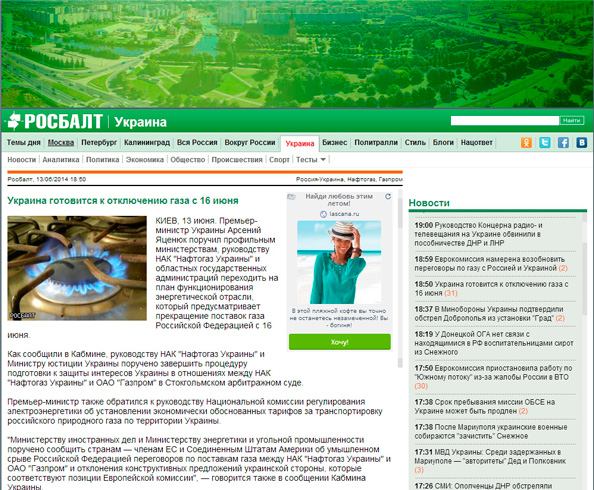 РОСБАЛТ Украина
Найти
Темы дня Москва Петербург Калининград Вся Россия Вокруг России Украина Бизнес Политралли Стиль Блоги Нацответ
Новости Аналитика Политика Экономика Общество Происшествия Спорт Тесты
Росбалт, 13/06/2014 18:50
Россия-Украина, Нафтогаз, Газпром
Украина готовится к отключению газа с 16 июня
РОСБАЛТ
КИЕВ, 13 июня. Премьер-
министр Украины Арсений
Яценюк поручил профильным
министерствам, руководству
НАК "Нафтогаз Украины" и
областных государственных
администраций переходить на
план функционирования
энергетической отрасли,
который предусматривает
прекращение поставок газа
Российской Федерацией с 16
июня.
Как сообщили в Кабмине, руководству НАК "Нафтогаз Украины" и
Министру юстиции Украины поручено завершить процедуру
подготовки к защиты интересов Украины в отношениях между НАК
"Нафтогаз Украины" и ОАО "Газпром" в Стокгольмском арбитражном суде.
Премьер-министр также обратился к руководству Национальной комиссии регулирования
электроэнергетики об установлении экономически обоснованных тарифов за транспортировку
российского природного газа по территории Украины.
"Министерству иностранных дел и Министерству энергетики и угольной промышленности
поручено сообщить странам — членам ЕС и Соединенным Штатам Америки об умышленном
срыве Российской Федерацией переговоров по поставкам газа между НАК "Нафтогаз Украины" и
ОАО "Газпром" и отклонения конструктивных предложений украинской стороны, которые
соответствуют позиции Европейской комиссии", — говорится также в сообщении Кабмина
Украины.
Найди любовь этим
летом!
lascana.ru
В этой пляжной кофте вы точно
не останетесь незамеченной! Вы
- богиня!
Хочу!
Новости
19:00 Руководство Концерна радио- и
телевещания на Украине обвинили в
пособничестве ДНР и ЛНР
18:59 Еврокомиссия намерена возобновить
переговоры по газу с Россией и Украиной (2)
18:50 Украина готовится к отключению газа с
16 июня (31)
18:37 В Минобороны Украины подтвердили
обстрел Доброполья из установки "Град" (2)
18:19 У Донецкой ОГА нет связи с
находящимися в РФ воспитательницами сирот
из Снежного
17:50 Еврокомиссия приостановила работу по
"Южному потоку" из-за жалобы России в ВТО
(30)
17:38 Срок пребывания миссии ОБСЕ на
Украине может быть продлен (2)
17:38 После Мариуполя украинские военные
собираются "зачистить" Снежное
17:31 МВД Украины: Среди задержанных в
Мариуполе — "авторитеты" Дед и Полковник
(3)
17:26 СМИ: Ополченцы ДНР обстреляли